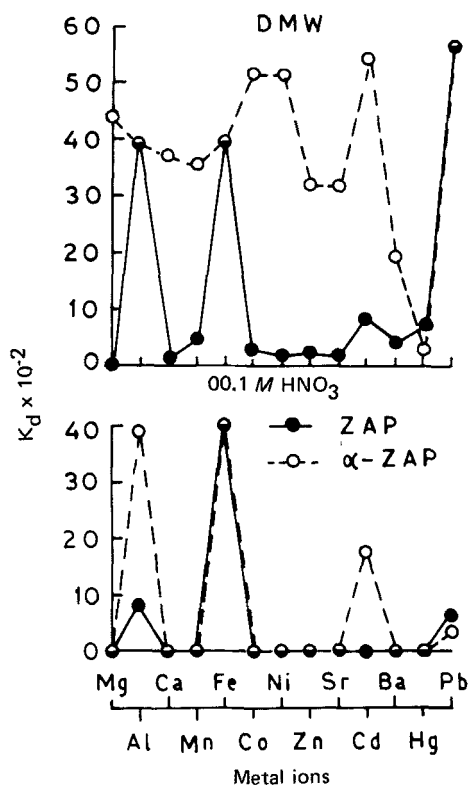 DMW
60
50
40
30
20
10
0
00.1 M HNO3
Kd x 10-2
ZAP
α-ZAP
40
30
20
10
0
Mg Ca Fe Ni Sr Ba Pb
Al Mn Co Zn Cd Hg
Metal ions